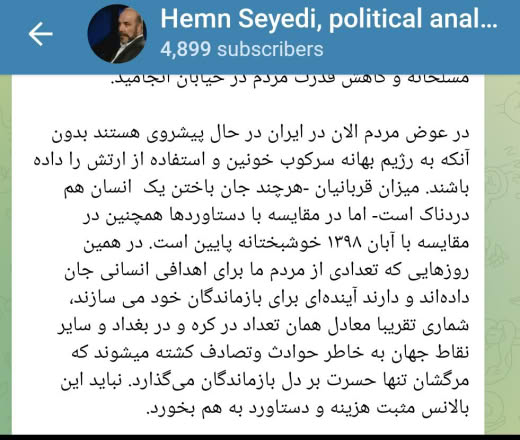 Hemn Seyedi, political anal...
4,899 subscribers
مسلحانه و کاهش قدرت مردم در خیابان انجامید.
در عوض مردم الان در ایران در حال پیشروی هستند بدون
آنکه به رژیم بهانه سرکوب خونین و استفاده از ارتش را داده
باشند. میزان قربانیان -هرچند جان باختن یک انسان هم
دردناک است- اما در مقایسه با دستاوردها همچنین در
مقایسه با آبان ۱۳۹۸ خوشبختانه پایین است. در همین
روزهایی که تعدادی از مردم ما برای اهدافی انسانی جان
داده‌اند و دارند آینده‌ای برای بازماندگان خود می سازند،
شماری تقریبا معادل همان تعداد در کره و در بغداد و سایر
نقاط جهان به خاطر حوادث وتصادف کشته میشوند که
مرگشان تنها حسرت بر دل بازماندگان می‌گذارد. نباید این
بالانس مثبت هزینه و دستاورد به هم بخورد.